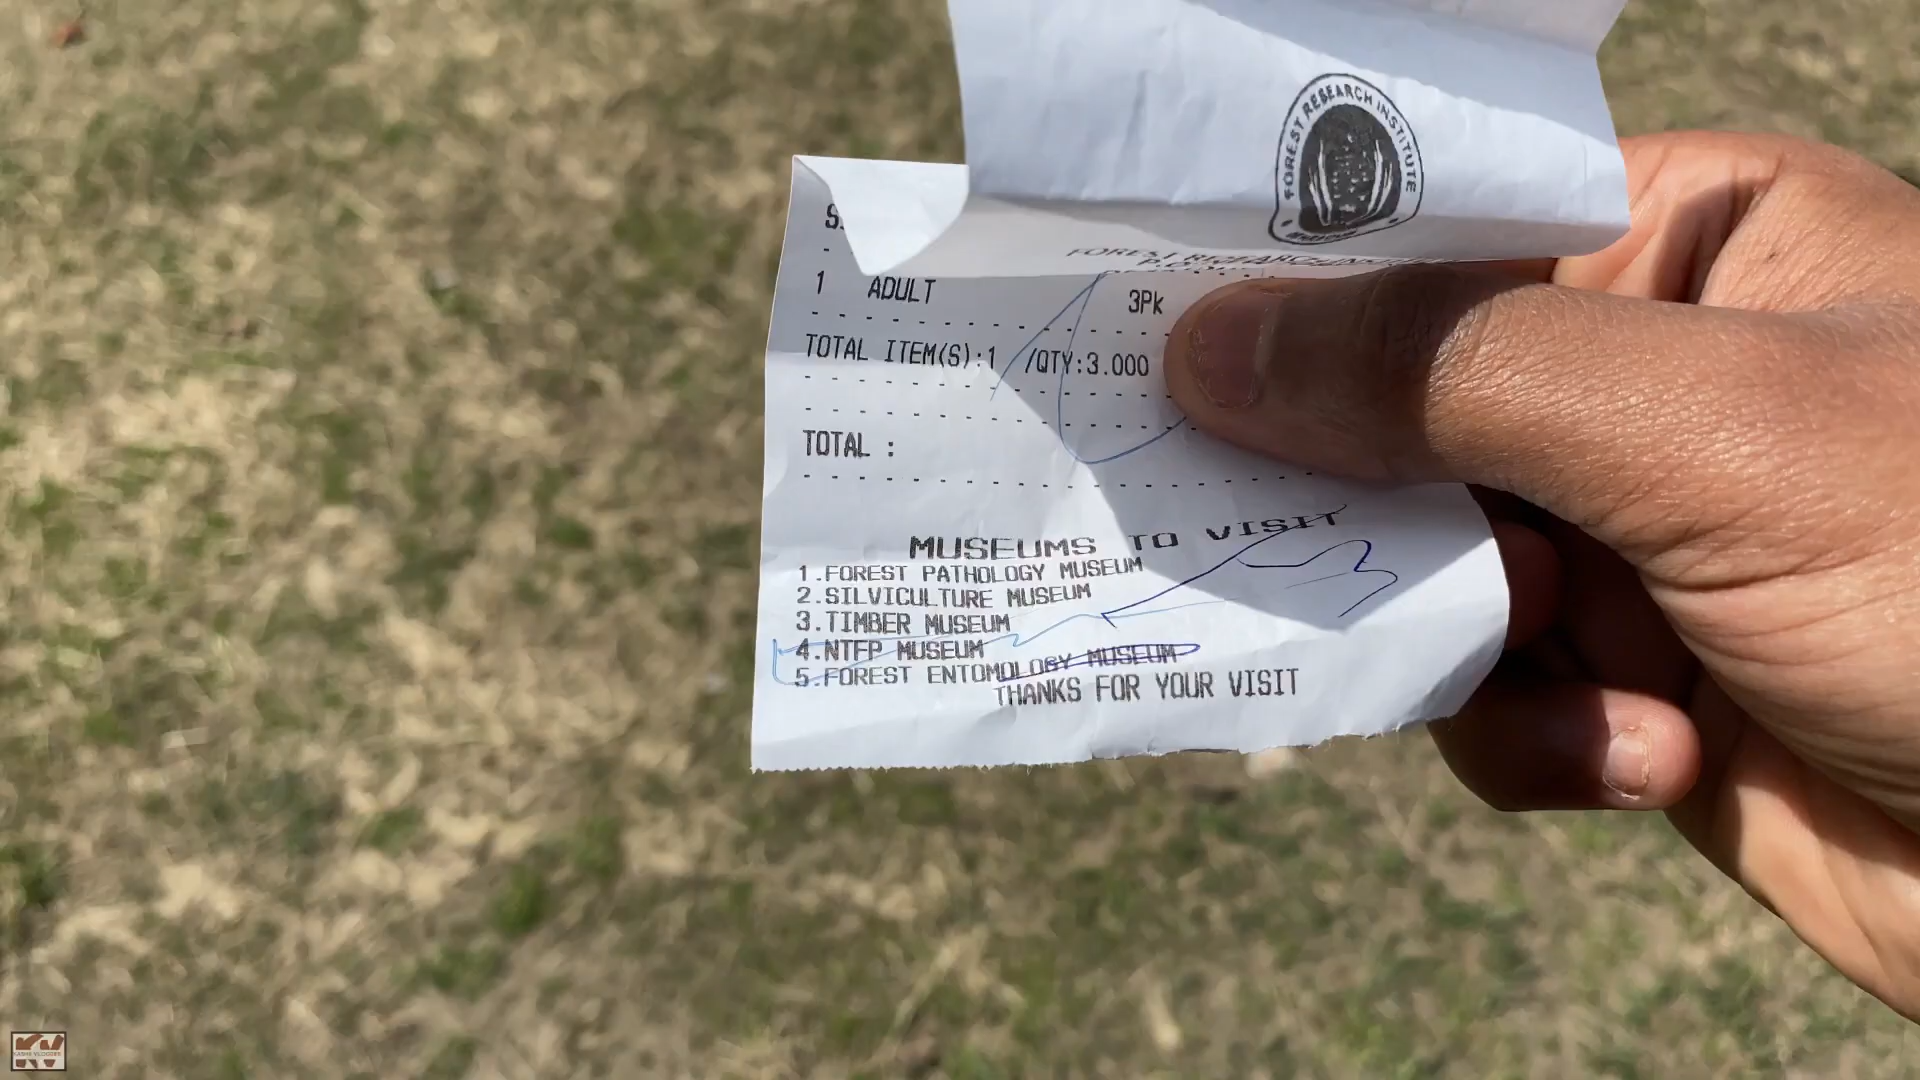 FOREST RESEARCH INSTITUTE
1 ADULT 3Pk
TOTAL ITEM(S):1 /QTY:3.000
TOTAL :
MUSEUMS TO VISIT
1.FOREST PATHOLOGY MUSEUM
2.SILVICULTURE MUSEUM
3.TIMBER MUSEUM
4.NTFP MUSEUM
5.FOREST ENTOMOLOGY MUSEUM
THANKS FOR YOUR VISIT
KV